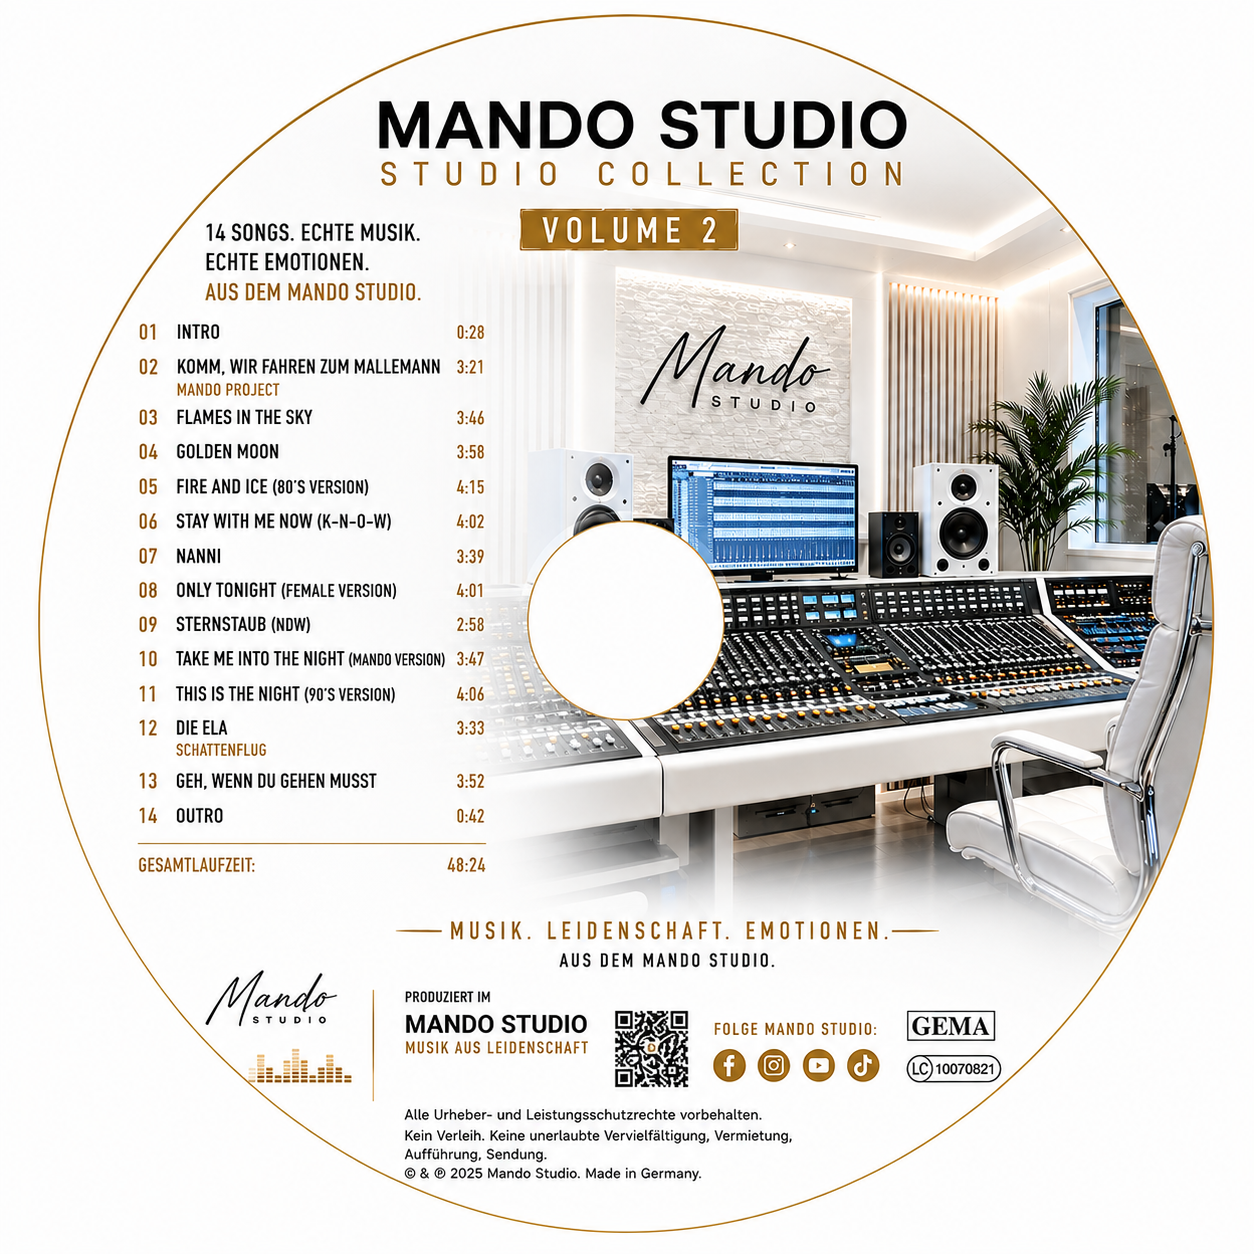 MANDO STUDIO
STUDIO COLLECTION
VOLUME 2
14 SONGS. ECHTE MUSIK.
ECHTE EMOTIONEN.
AUS DEM MANDO STUDIO.
01 INTRO 0:28
02 KOMM, WIR FAHREN ZUM MALLEMANN 3:21
MANDO PROJECT
03 FLAMES IN THE SKY 3:46
04 GOLDEN MOON 3:58
05 FIRE AND ICE (80'S VERSION) 4:15
06 STAY WITH ME NOW (K-N-O-W) 4:02
07 NANNI 3:39
08 ONLY TONIGHT (FEMALE VERSION) 4:01
09 STERNSTAUB (NDW) 2:58
10 TAKE ME INTO THE NIGHT (MANDO VERSION) 3:47
11 THIS IS THE NIGHT (90'S VERSION) 4:06
12 DIE ELA 3:33
SCHATTENFLUG
13 GEH, WENN DU GEHEN MUSST 3:52
14 OUTRO 0:42
GESAMTLAUFZEIT: 48:24
Mando
STUDIO
MUSIK. LEIDENSCHAFT. EMOTIONEN.
AUS DEM MANDO STUDIO.
Mando
STUDIO
PRODUZIERT IM
MANDO STUDIO
MUSIK AUS LEIDENSCHAFT
FOLGE MANDO STUDIO:
GEMA
LC 10070821
Alle Urheber- und Leistungsschutzrechte vorbehalten.
Kein Verleih. Keine unerlaubte Vervielfältigung, Vermietung,
Aufführung, Sendung.
© & ℗ 2025 Mando Studio. Made in Germany.